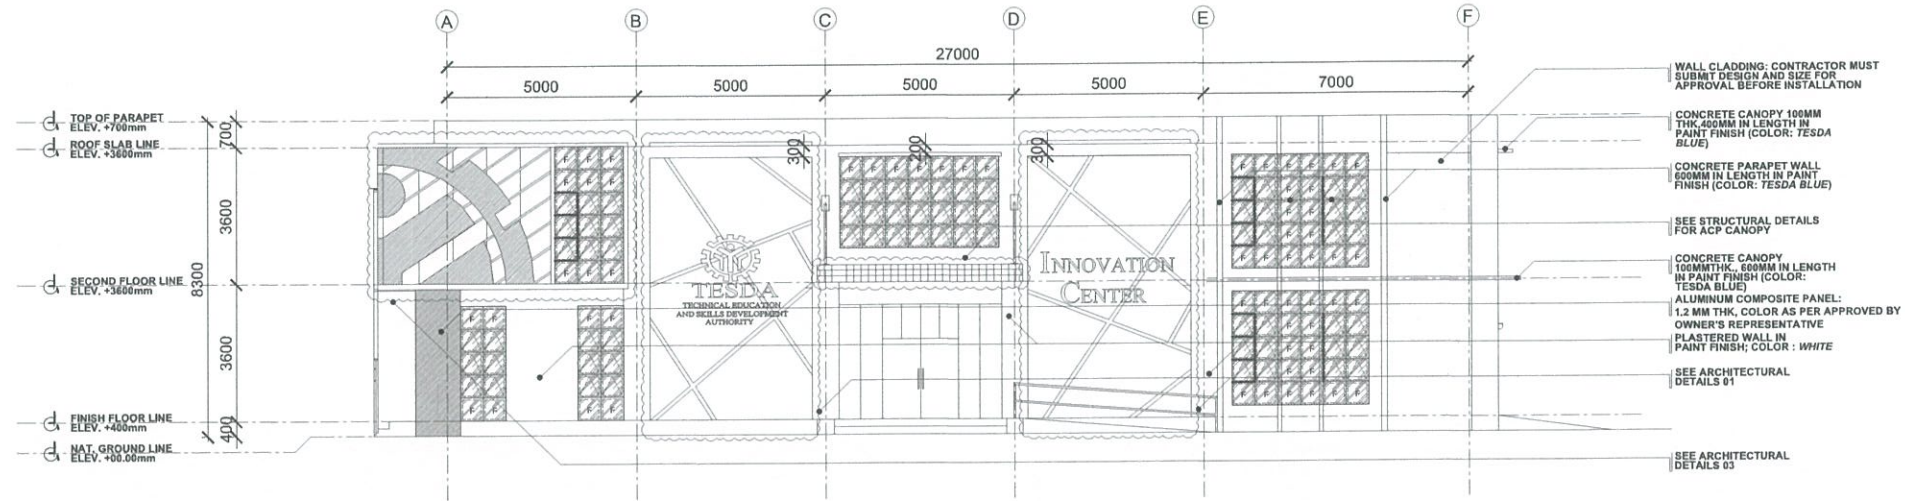 A
B
C
D
E
F
27000
5000
5000
5000
5000
7000
TOP OF PARAPET
ELEV. +700mm
ROOF SLAB LINE
ELEV. +3600mm
SECOND FLOOR LINE
ELEV. +3600mm
FINISH FLOOR LINE
ELEV. +400mm
NAT. GROUND LINE
ELEV. +00.00mm
8300
700
3600
3600
400
300
200
300
TESDA
TECHNICAL EDUCATION
AND SKILLS DEVELOPMENT
AUTHORITY
INNOVATION
CENTER
WALL CLADDING: CONTRACTOR MUST
SUBMIT DESIGN AND SIZE FOR
APPROVAL BEFORE INSTALLATION
CONCRETE CANOPY 100MM
THK,400MM IN LENGTH IN
PAINT FINISH (COLOR: TESDA
BLUE)
CONCRETE PARAPET WALL
600MM IN LENGTH IN PAINT
FINISH (COLOR: TESDA BLUE)
SEE STRUCTURAL DETAILS
FOR ACP CANOPY
CONCRETE CANOPY
100MMTHK., 600MM IN LENGTH
IN PAINT FINISH (COLOR:
TESDA BLUE)
ALUMINUM COMPOSITE PANEL:
1.2 MM THK, COLOR AS PER APPROVED BY
OWNER'S REPRESENTATIVE
PLASTERED WALL IN
PAINT FINISH; COLOR : WHITE
SEE ARCHITECTURAL
DETAILS 01
SEE ARCHITECTURAL
DETAILS 03